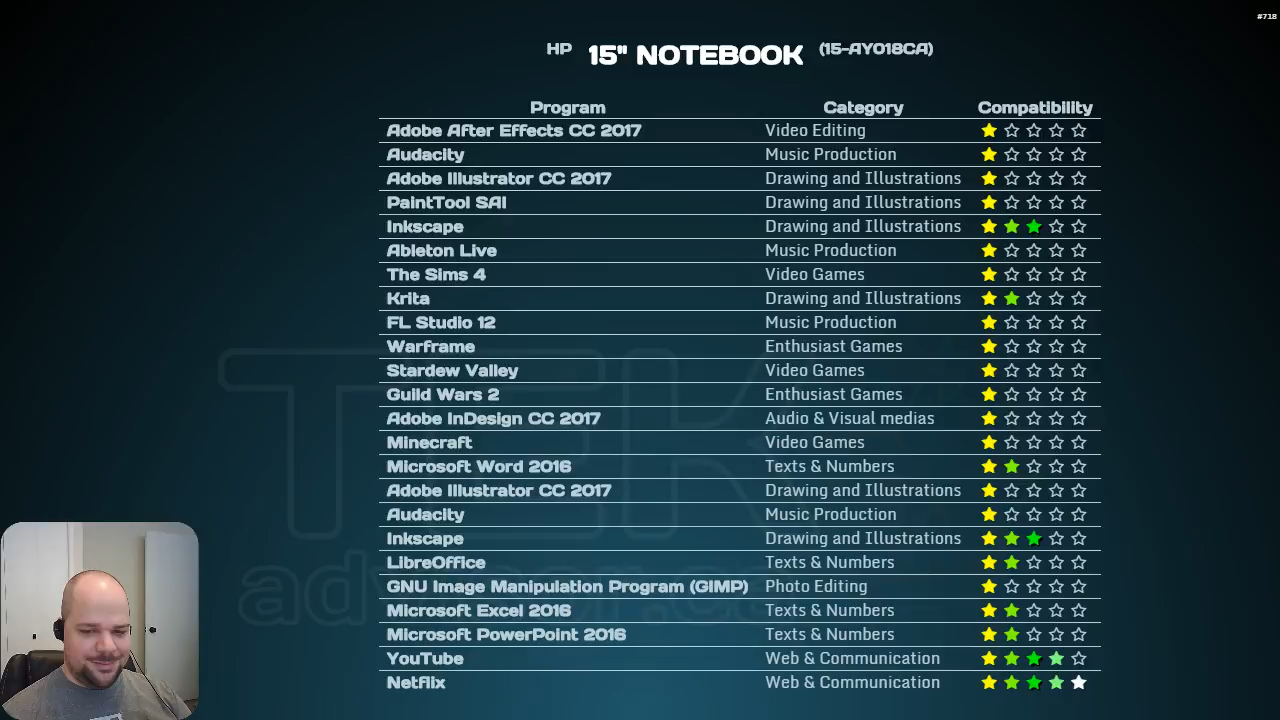 #718
HP 15" NOTEBOOK (15-AY018CA)
Program Category Compatibility
Adobe After Effects CC 2017 Video Editing
Audacity Music Production
Adobe Illustrator CC 2017 Drawing and Illustrations
PaintTool SAI Drawing and Illustrations
Inkscape Drawing and Illustrations
Ableton Live Music Production
The Sims 4 Video Games
Krita Drawing and Illustrations
FL Studio 12 Music Production
Warframe Enthusiast Games
Stardew Valley Video Games
Guild Wars 2 Enthusiast Games
Adobe InDesign CC 2017 Audio & Visual medias
Minecraft Video Games
Microsoft Word 2016 Texts & Numbers
Adobe Illustrator CC 2017 Drawing and Illustrations
Audacity Music Production
Inkscape Drawing and Illustrations
LibreOffice Texts & Numbers
GNU Image Manipulation Program (GIMP) Photo Editing
Microsoft Excel 2016 Texts & Numbers
Microsoft PowerPoint 2016 Texts & Numbers
YouTube Web & Communication
Netflix Web & Communication